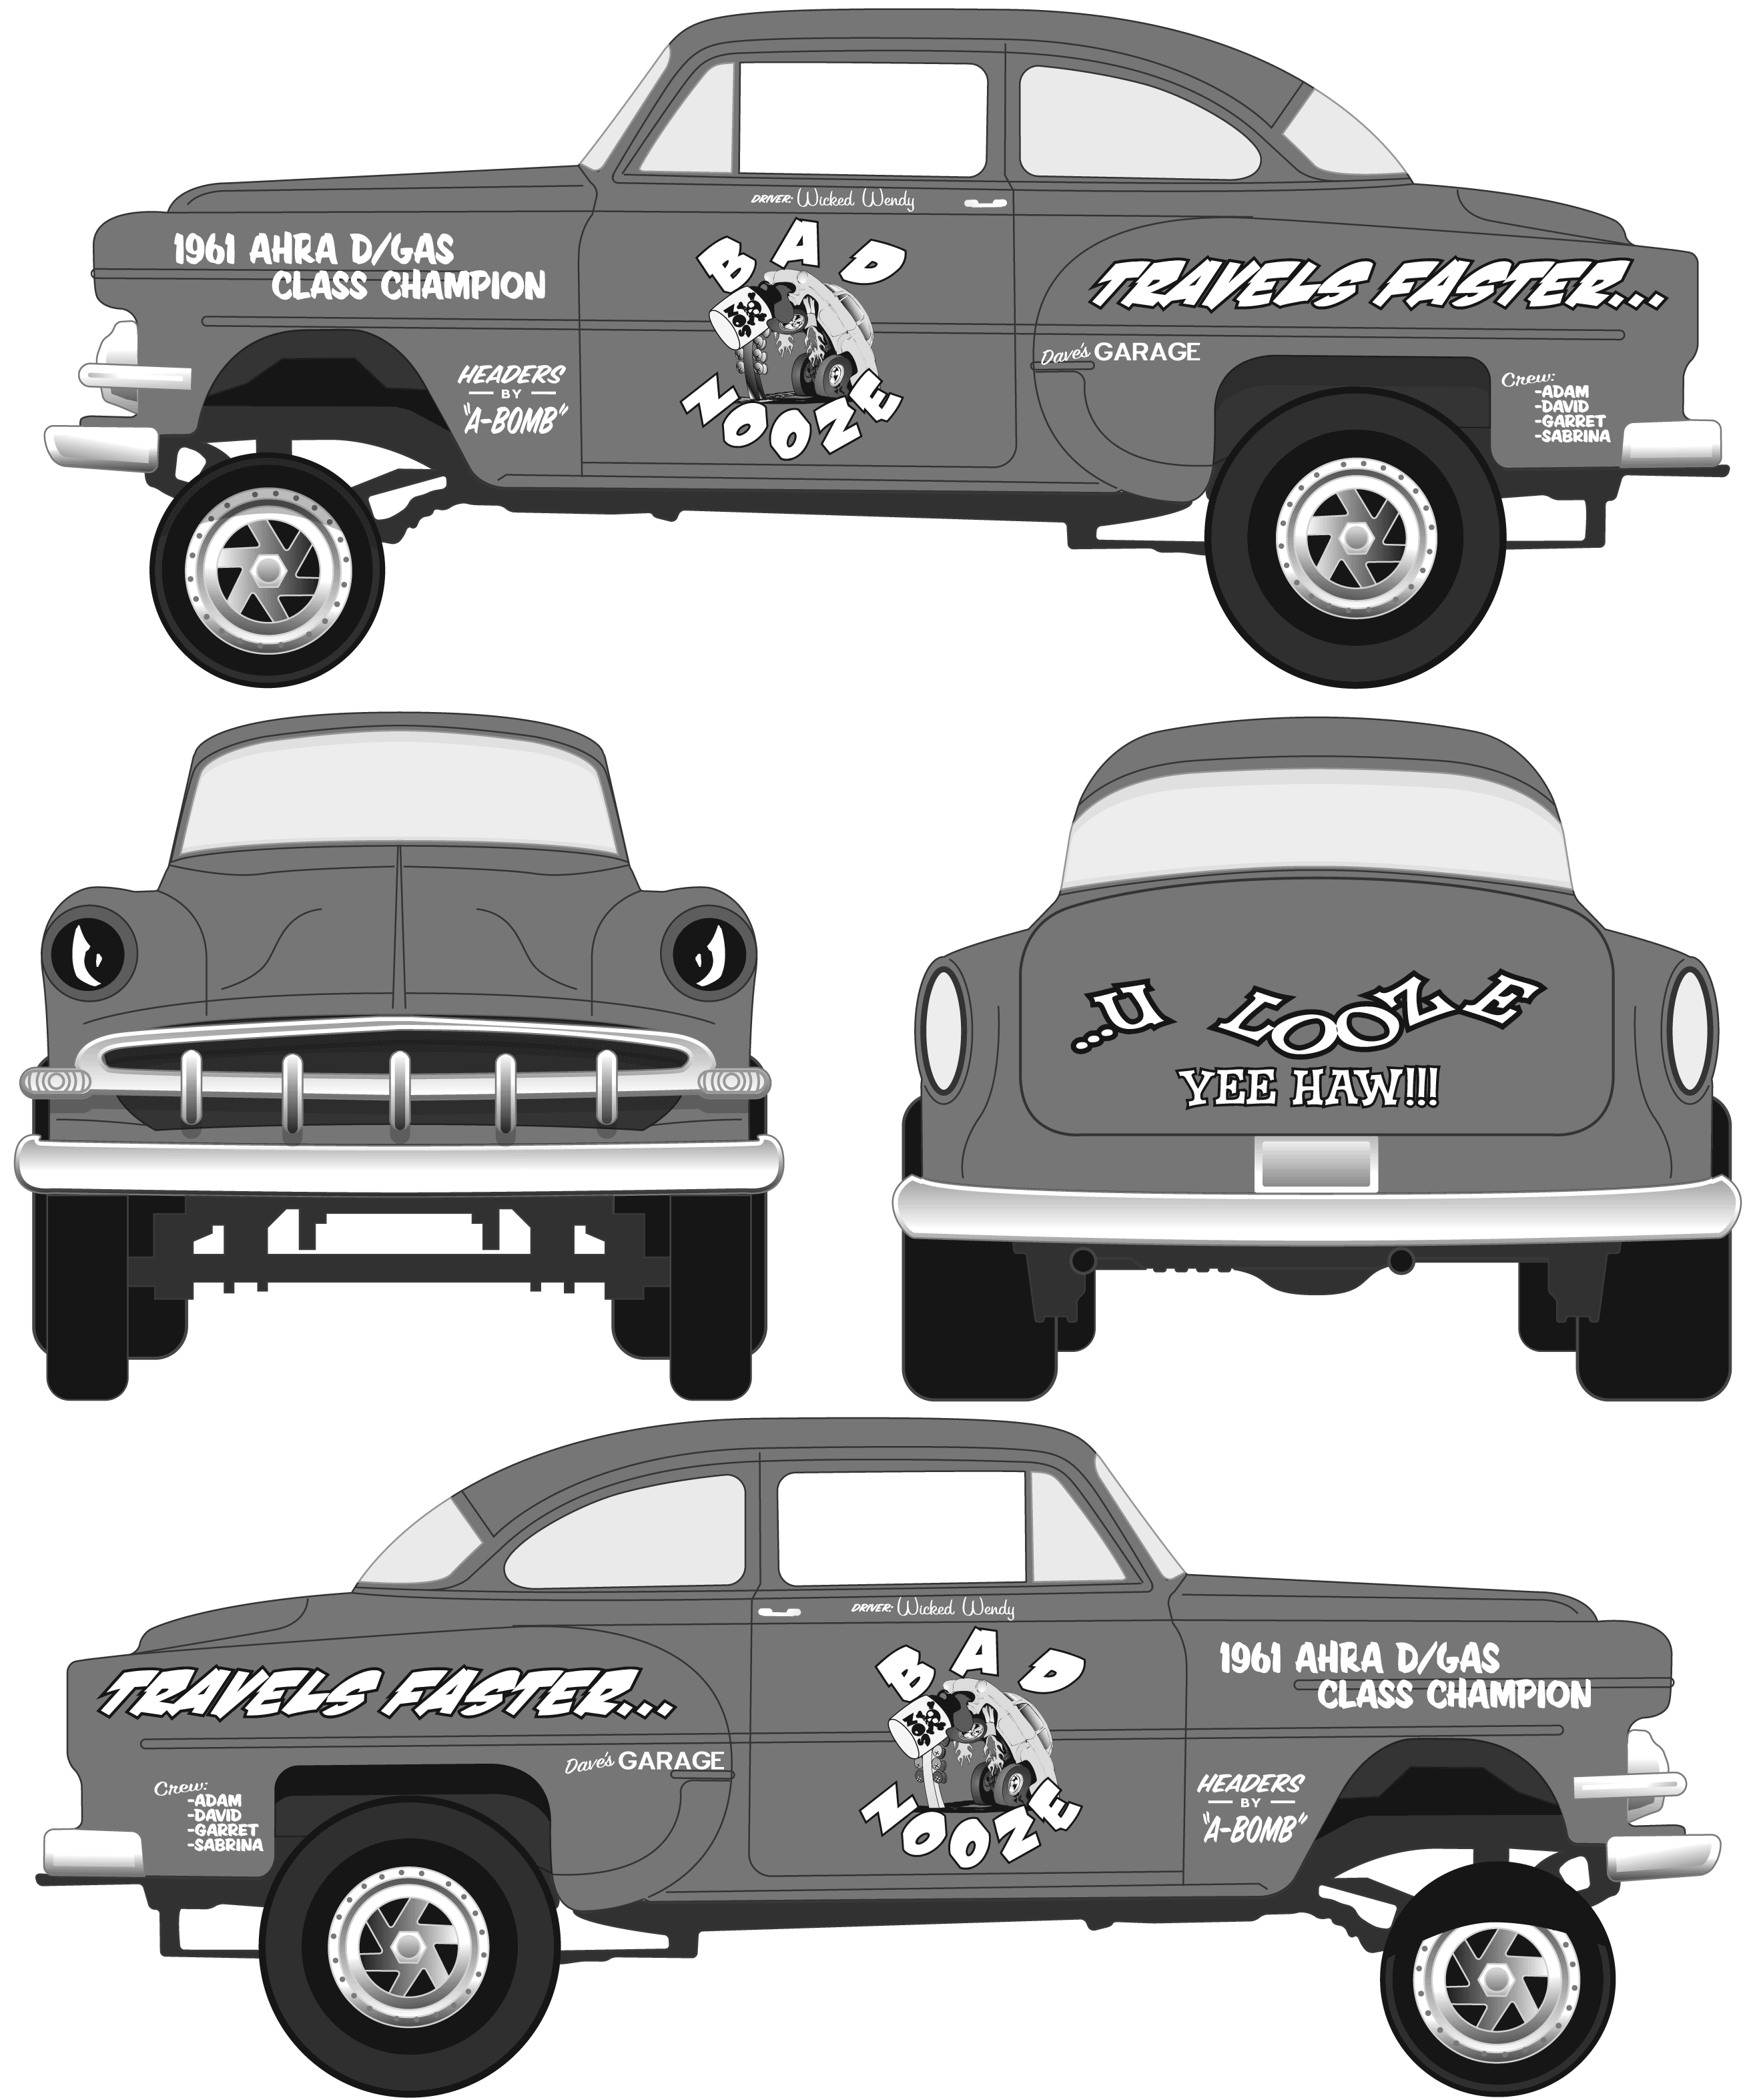 DRIVER: Wicked Wendy
1961 AHRA D/GAS
CLASS CHAMPION
BAD
MOS
NOOZE
TRAVELS FASTER...
Dave's GARAGE
HEADERS
BY
"A-BOMB"
Crew:
-ADAM
-DAVID
-GARRET
-SABRINA
...U LOOZE
YEE HAW!!!
DRIVER: Wicked Wendy
BAD
MOS
NOOZE
1961 AHRA D/GAS
CLASS CHAMPION
TRAVELS FASTER...
Dave's GARAGE
Crew:
-ADAM
-DAVID
-GARRET
-SABRINA
HEADERS
BY
"A-BOMB"